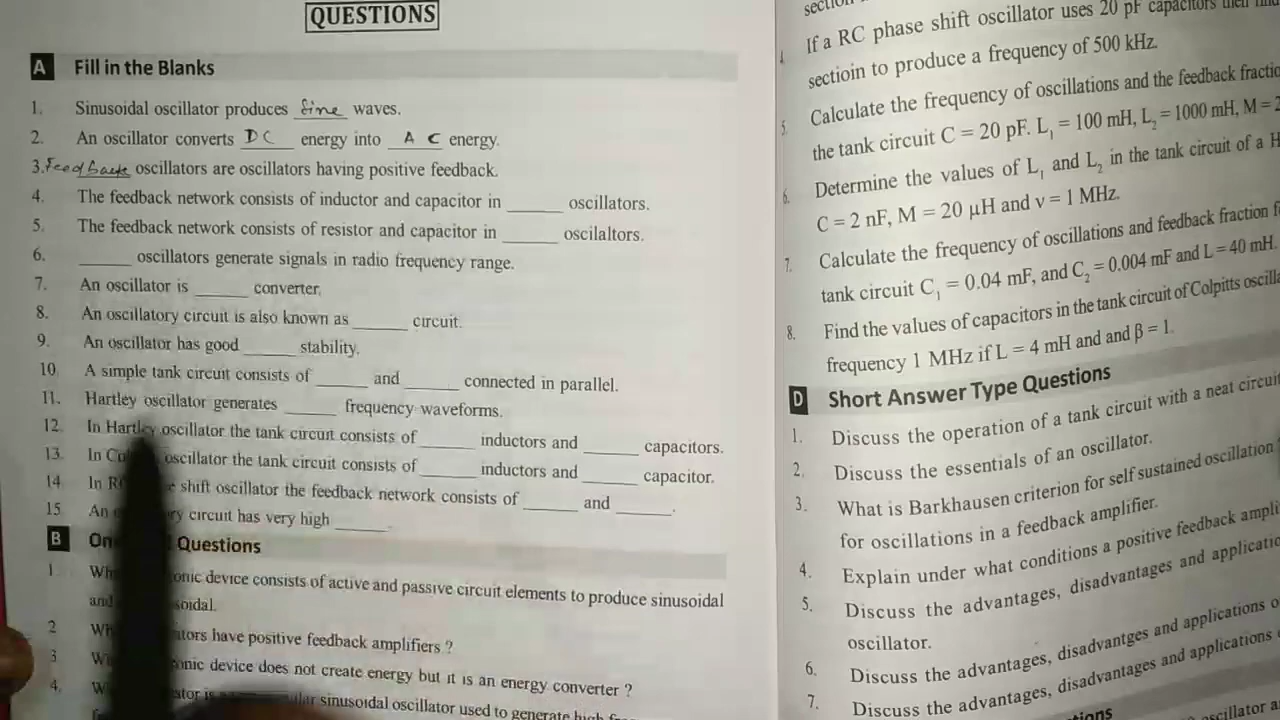 QUESTIONS
A Fill in the Blanks
1. Sinusoidal oscillator produces Sine waves.
2. An oscillator converts DC energy into AC energy.
3. Feedback oscillators are oscillators having positive feedback.
4. The feedback network consists of inductor and capacitor in ______ oscillators.
5. The feedback network consists of resistor and capacitor in ______ oscilaltors.
6. ______ oscillators generate signals in radio frequency range.
7. An oscillator is ______ converter.
8. An oscillatory circuit is also known as ______ circuit.
9. An oscillator has good ______ stability.
10. A simple tank circuit consists of ______ and ______ connected in parallel.
11. Hartley oscillator generates ______ frequency waveforms.
12. In Hartley oscillator the tank circuit consists of ______ inductors and ______ capacitors.
13. In oscillator the tank circuit consists of ______ inductors and ______ capacitor.
14. In shift oscillator the feedback network consists of ______ and ______.
15. An circuit has very high ______.
B Questions
1. device consists of active and passive circuit elements to produce sinusoidal
and
2. have positive feedback amplifiers ?
3. device does not create energy but it is an energy converter ?
4. sinusoidal oscillator used to generate high
section
4. If a RC phase shift oscillator uses 20 pF capacitors then find
sectioin to produce a frequency of 500 kHz.
5. Calculate the frequency of oscillations and the feedback
the tank circuit C = 20 pF. L₁ = 100 mH, L₂ = 1000 mH, M =
6. Determine the values of L₁ and L₂ in the tank circuit of a
C = 2 nF, M = 20 μH and ν = 1 MHz.
7. Calculate the frequency of oscillations and feedback fraction
tank circuit C₁ = 0.04 mF, and C₂ = 0.004 mF and L = 40 mH.
8. Find the values of capacitors in the tank circuit of Colpitts
frequency 1 MHz if L = 4 mH and and β = 1.
D Short Answer Type Questions
1. Discuss the operation of a tank circuit with a neat
2. Discuss the essentials of an oscillator.
3. What is Barkhausen criterion for self sustained oscillation
for oscillations in a feedback amplifier.
4. Explain under what conditions a positive feedback
5. Discuss the advantages, disadvantages and
oscillator.
6. Discuss the advantages, disadvantges and applications
7. Discuss the advantages, disadvantages and applications
oscillator